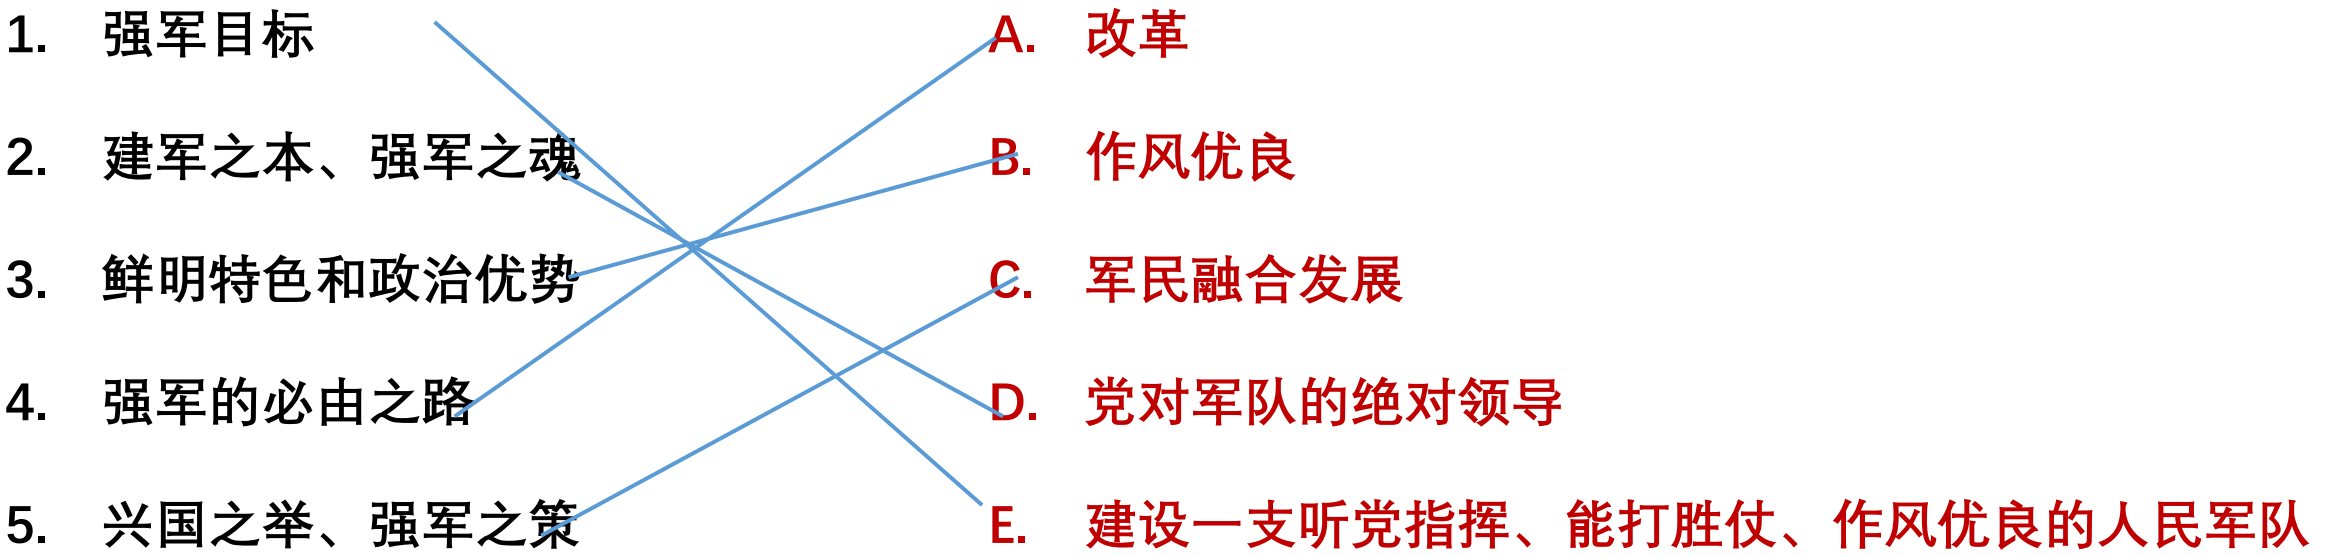 1. 强军目标
A. 改革
2. 建军之本、强军之魂
B. 作风优良
3. 鲜明特色和政治优势
C. 军民融合发展
4. 强军的必由之路
D. 党对军队的绝对领导
5. 兴国之举、强军之策
E. 建设一支听党指挥、能打胜仗、作风优良的人民军队